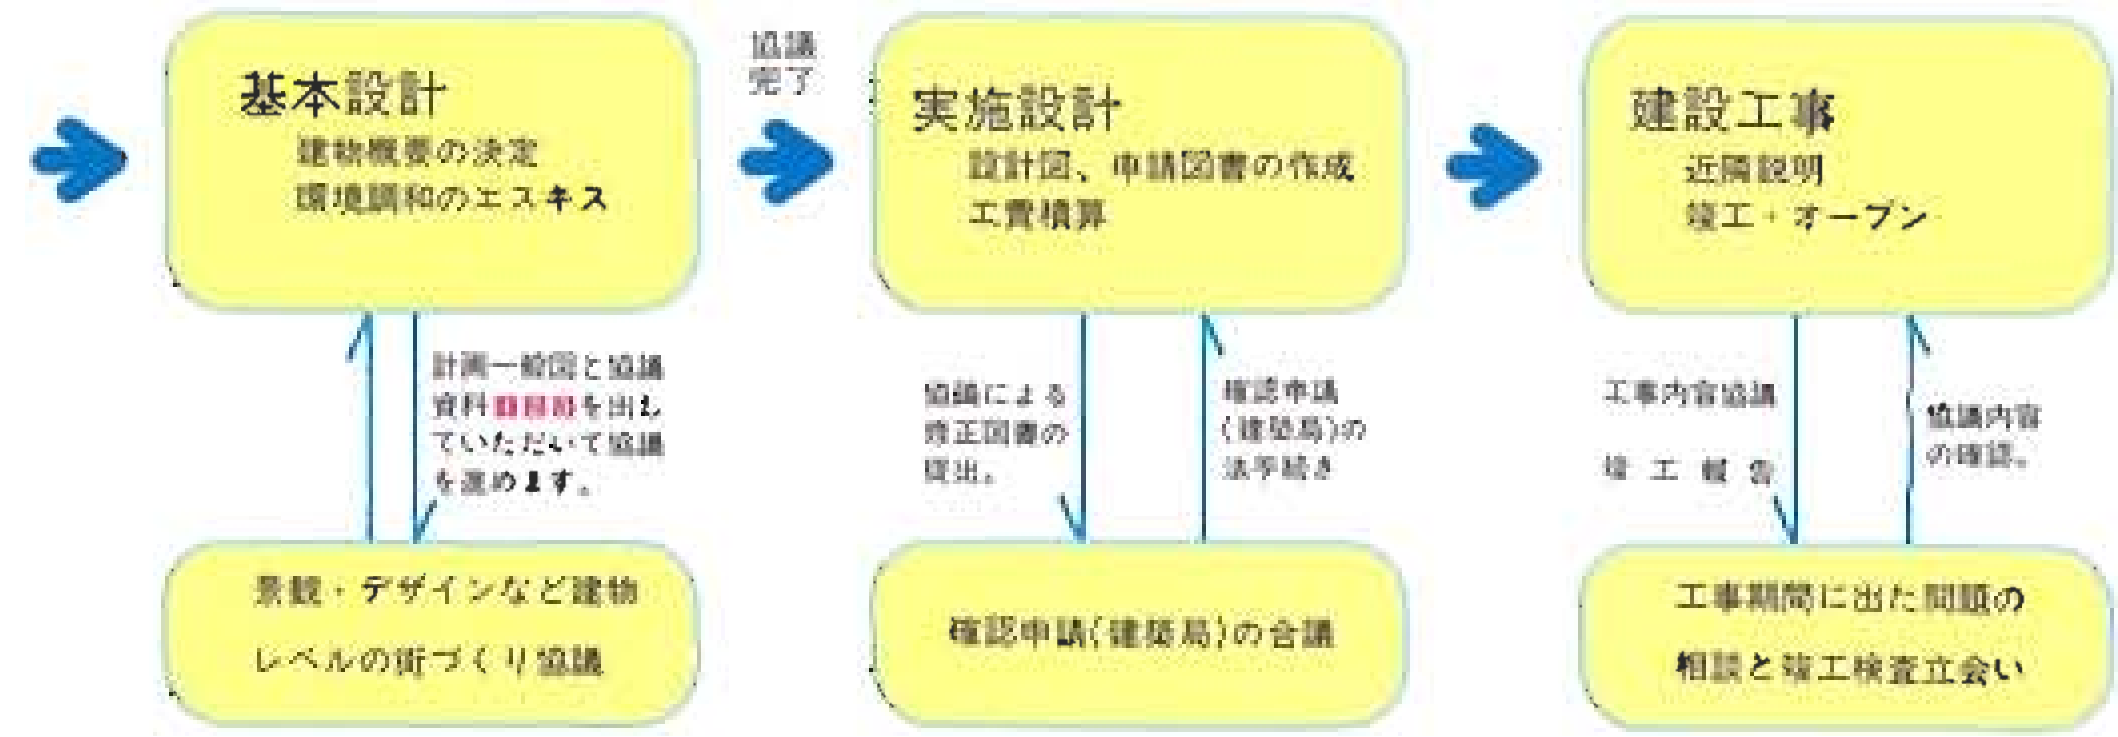 基本設計
建物概要の決定
環境調和のエスキス
協議
完了
実施設計
設計図、申請図書の作成
工費積算
建設工事
近隣説明
竣工・オープン
計画一般図と協議
資料を出し
ていただいて協議
を進めます。
協議による
修正図書の
提出。
確認申請
(建築局)の
法手続き
工事内容協議
竣工報告
協議内容
の確認。
景観・デザインなど建物
レベルの街づくり協議
確認申請(建築局)の合議
工事期間に出た問題の
相談と竣工検査立会い